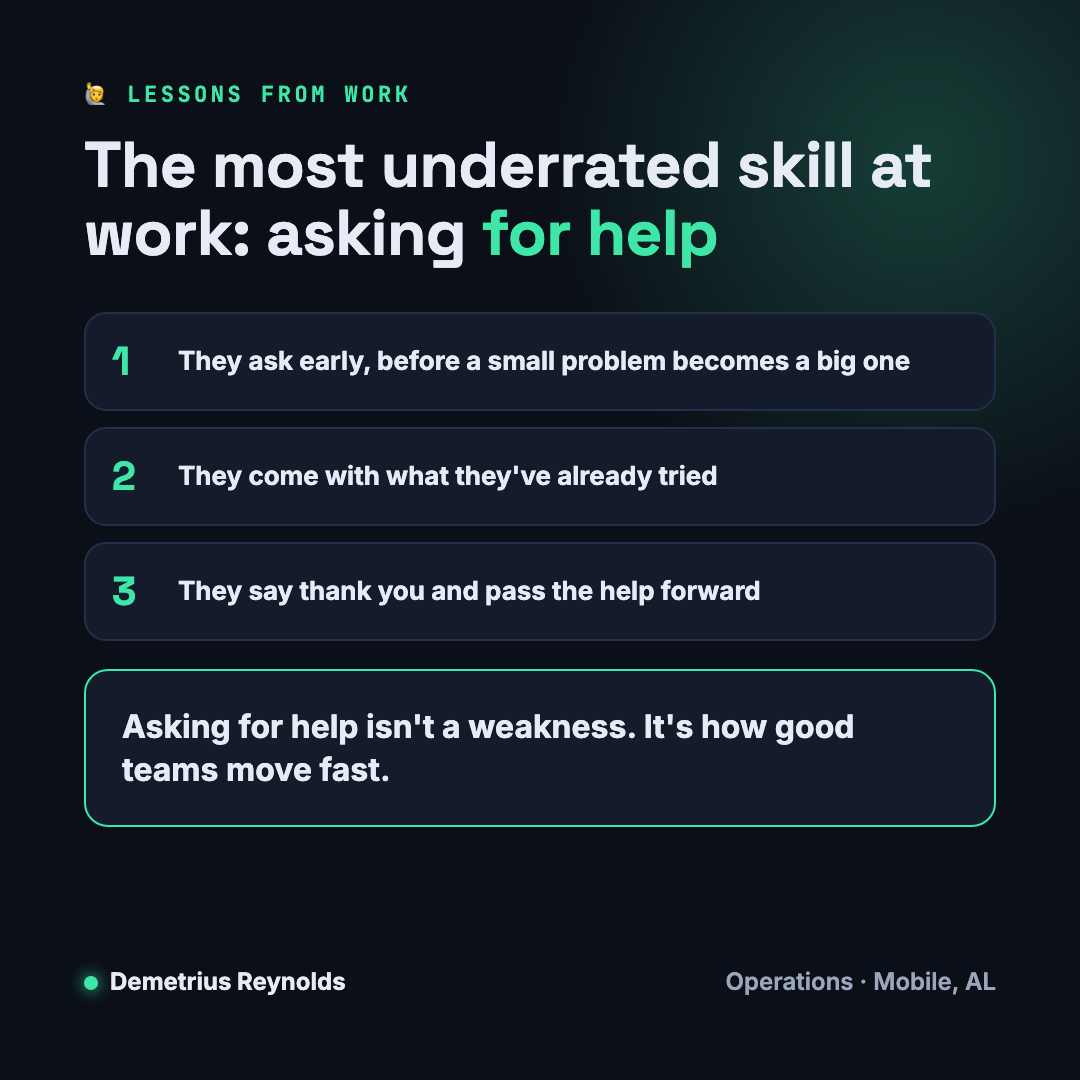 🙋 LESSONS FROM WORK
The most underrated skill at
work: asking for help
1 They ask early, before a small problem becomes a big one
2 They come with what they've already tried
3 They say thank you and pass the help forward
Asking for help isn't a weakness. It's how good
teams move fast.
Demetrius Reynolds
Operations · Mobile, AL